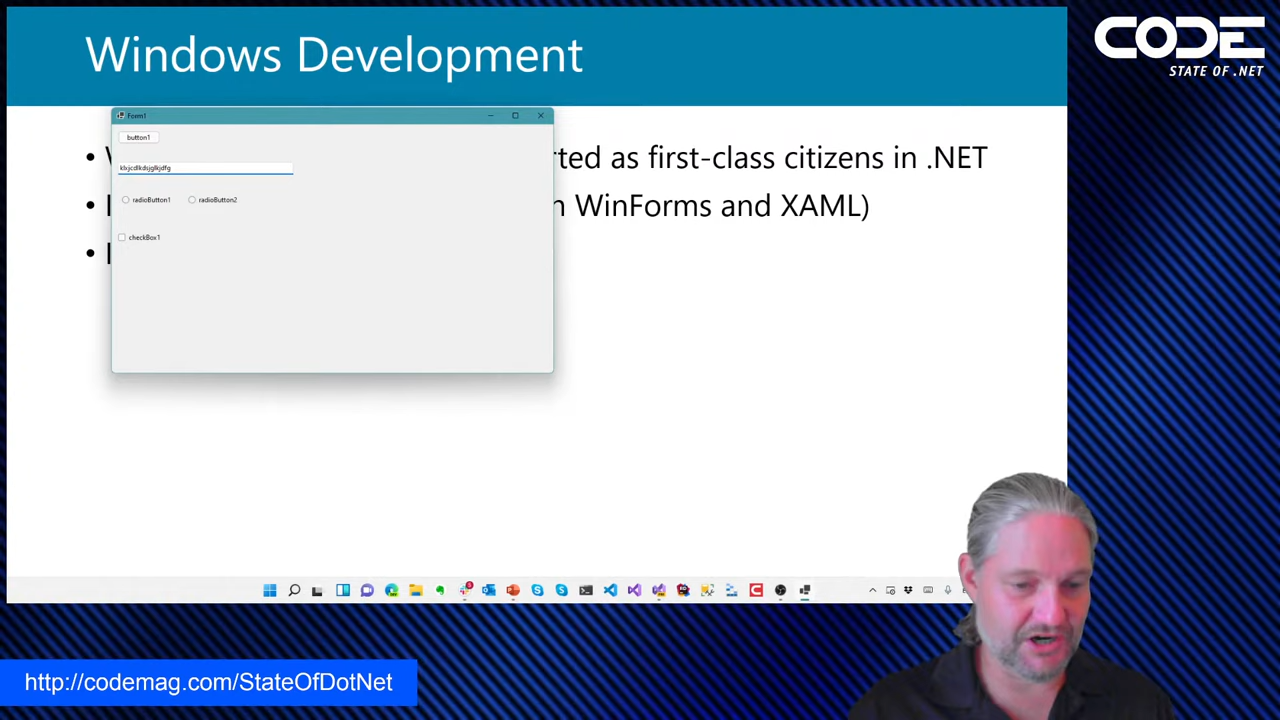 Windows Development
CODE
STATE OF .NET
Form1
button1
rted as first-class citizens in .NET
klxjcdlkdsjglkjdfg
radioButton1 radioButton2
n WinForms and XAML)
checkBox1
http://codemag.com/StateOfDotNet